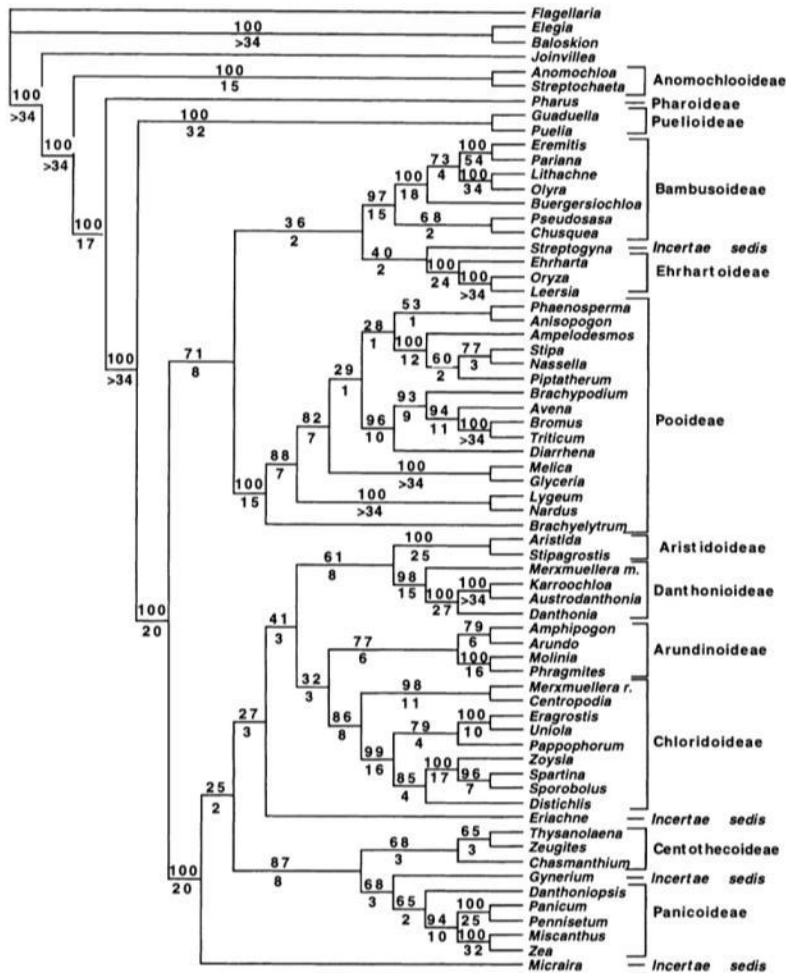 Flagellaria
100 Elegia
>34 Baloskion
Joinvillea
100 Anomochloa
15 Streptochaeta
Anomochlooideae
100 Pharus Pharoideae
>34
100 Guaduella
32 Puelia
Puelioideae
100
>34
100 Eremitis
73 54 Pariana
4 100 Lithachne
100 34 Olyra
18 Buergersiochloa
97
15
68 Pseudosasa
2 Chusquea
Bambusoideae
100
17
36
2
40 Streptogyna Incertae sedis
2
100 Ehrharta
24 100 Oryza
>34 Leersia
Ehrhartoideae
53 Phaenosperma
1 Anisopogon
28
1
100 Ampelodesmos
12 77 Stipa
60 3 Nassella
2 Piptatherum
71
8
100
>34
29
1
93 Brachypodium
9 94 Avena
11 100 Bromus
>34 Triticum
96
10 Diarrhena
Pooideae
82
7
100 Melica
>34 Glyceria
88
7
100 Lygeum
>34 Nardus
100
15 Brachyelytrum
100 Aristida
25 Stipagrostis
Aristidoideae
61
8
98 Merxmuellera m.
15 100 Karroochloa
100 >34 Austrodanthonia
27 Danthonia
Danthonioideae
100
20
41
3
79 Amphipogon
77 6 Arundo
6 100 Molinia
16 Phragmites
Arundinoideae
32
3
98 Merxmuellera r.
11 Centropodia
86
8
100 Eragrostis
79 10 Uniola
4 Pappophorum
Chloridoideae
27
3
99
16
100 Zoysia
17 96 Spartina
85 7 Sporobolus
4 Distichlis
25
2
Eriachne Incertae sedis
65 Thysanolaena
68 3 Zeugites
3 Chasmanthium
Centothecoideae
87
8
100
20
68 Gynerium Incertae sedis
3
65 Danthoniopsis
2 100 Panicum
94 25 Pennisetum
10 100 Miscanthus
32 Zea
Panicoideae
Micraira Incertae sedis